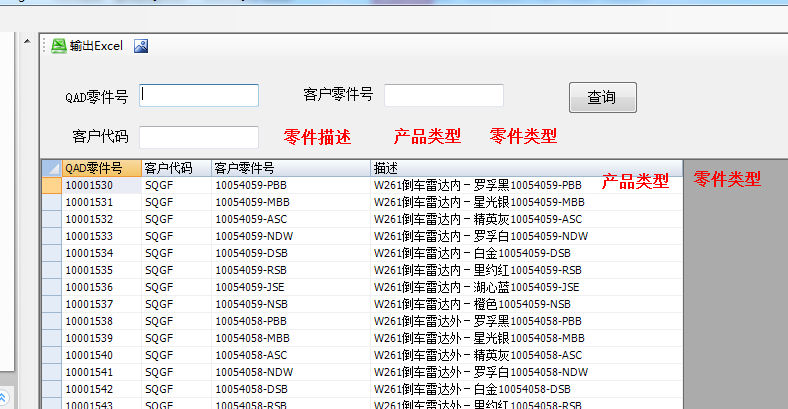 输出Excel
QAD零件号 客户零件号 查询
客户代码 零件描述 产品类型 零件类型
QAD零件号 客户代码 客户零件号 描述
产品类型 零件类型
10001530 SQGF 10054059-PBB W261倒车雷达内-罗孚黑10054059-PBB
10001531 SQGF 10054059-MBB W261倒车雷达内-星光银10054059-MBB
10001532 SQGF 10054059-ASC W261倒车雷达内-精英灰10054059-ASC
10001533 SQGF 10054059-NDW W261倒车雷达内-罗孚白10054059-NDW
10001534 SQGF 10054059-DSB W261倒车雷达内-白金10054059-DSB
10001535 SQGF 10054059-RSB W261倒车雷达内-里约红10054059-RSB
10001536 SQGF 10054059-JSE W261倒车雷达内-湖心蓝10054059-JSE
10001537 SQGF 10054059-NSB W261倒车雷达内-橙色10054059-NSB
10001538 SQGF 10054058-PBB W261倒车雷达外-罗孚黑10054058-PBB
10001539 SQGF 10054058-MBB W261倒车雷达外-星光银10054058-MBB
10001540 SQGF 10054058-ASC W261倒车雷达外-精英灰10054058-ASC
10001541 SQGF 10054058-NDW W261倒车雷达外-罗孚白10054058-NDW
10001542 SQGF 10054058-DSB W261倒车雷达外-白金10054058-DSB
10001543 SQGF 10054058-RSB W261倒车雷达外-里约红10054058-RSB